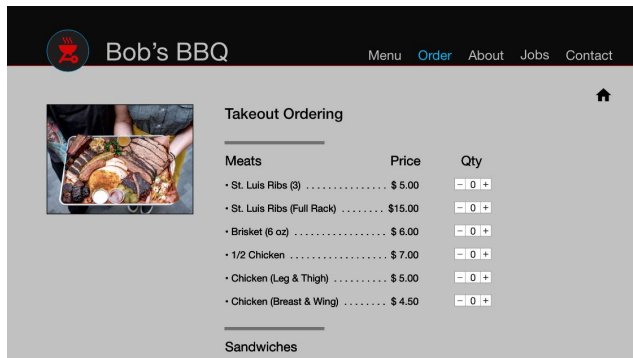 Bob's BBQ
Menu Order About Jobs Contact
Takeout Ordering
Meats Price Qty
• St. Luis Ribs (3) . . . . . . . . . . . . . . . $ 5.00 – 0 +
• St. Luis Ribs (Full Rack) . . . . . . . . $15.00 – 0 +
• Brisket (6 oz) . . . . . . . . . . . . . . . . . $ 6.00 – 0 +
• 1/2 Chicken . . . . . . . . . . . . . . . . . . $ 7.00 – 0 +
• Chicken (Leg & Thigh) . . . . . . . . . . $ 5.00 – 0 +
• Chicken (Breast & Wing) . . . . . . . . $ 4.50 – 0 +
Sandwiches